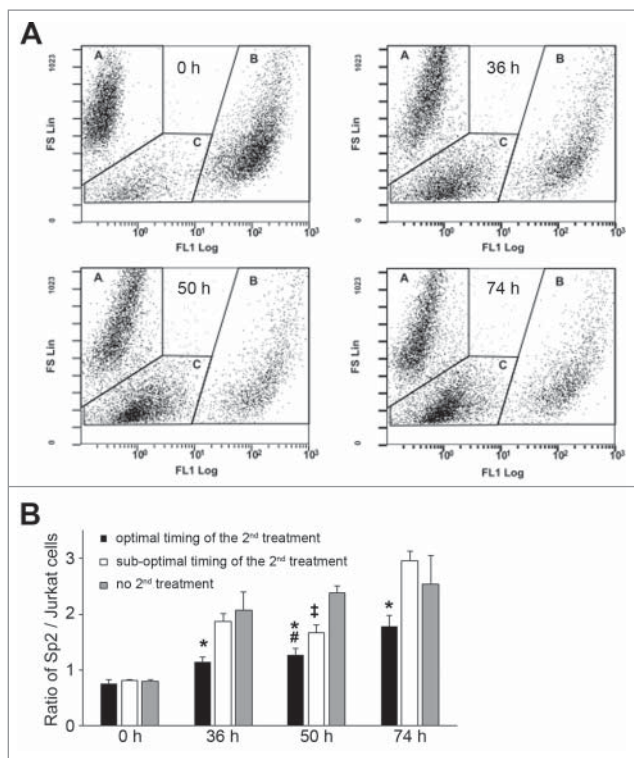 A
A 0 h B C
1023
FS Lin
0
10⁰ 10¹ 10² 10³
FL1 Log
A 36 h B C
1023
FS Lin
0
10⁰ 10¹ 10² 10³
FL1 Log
A 50 h B C
1023
FS Lin
0
10⁰ 10¹ 10² 10³
FL1 Log
A 74 h B C
1023
FS Lin
0
10⁰ 10¹ 10² 10³
FL1 Log
B
optimal timing of the 2ⁿᵈ treatment
sub-optimal timing of the 2ⁿᵈ treatment
no 2ⁿᵈ treatment
Ratio of Sp2 / Jurkat cells
3
2
1
0
*
*
#
‡
*
0 h 36 h 50 h 74 h